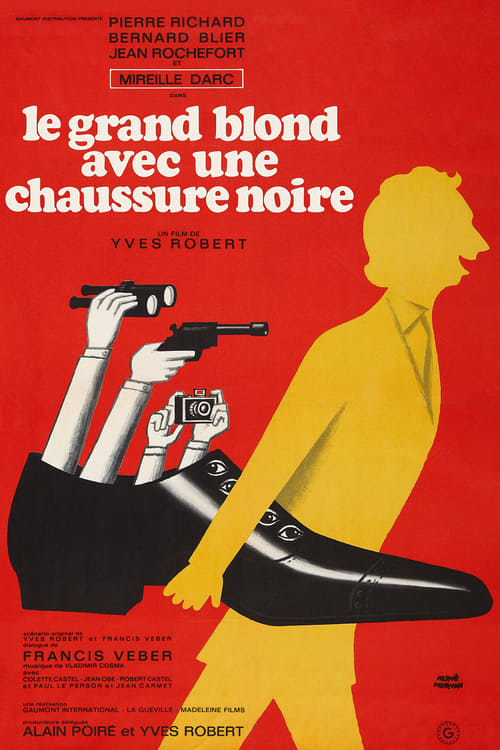 GAUMONT DISTRIBUTION PRÉSENTE
PIERRE RICHARD
BERNARD BLIER
JEAN ROCHEFORT
ET
MIREILLE DARC
DANS
le grand blond
avec une
chaussure noire
UN FILM DE
YVES ROBERT
scénario original de
YVES ROBERT et FRANCIS VEBER
dialogue de
FRANCIS VEBER
musique de VLADIMIR COSMA
avec
COLETTE CASTEL - JEAN OBE - ROBERT CASTEL
et PAUL LE PERSON et JEAN CARMET
une réalisation
GAUMONT INTERNATIONAL - LA GUEVILLE - MADELEINE FILMS
producteurs délégués
ALAIN POIRÉ et YVES ROBERT
HERVÉ
MORVAN
G